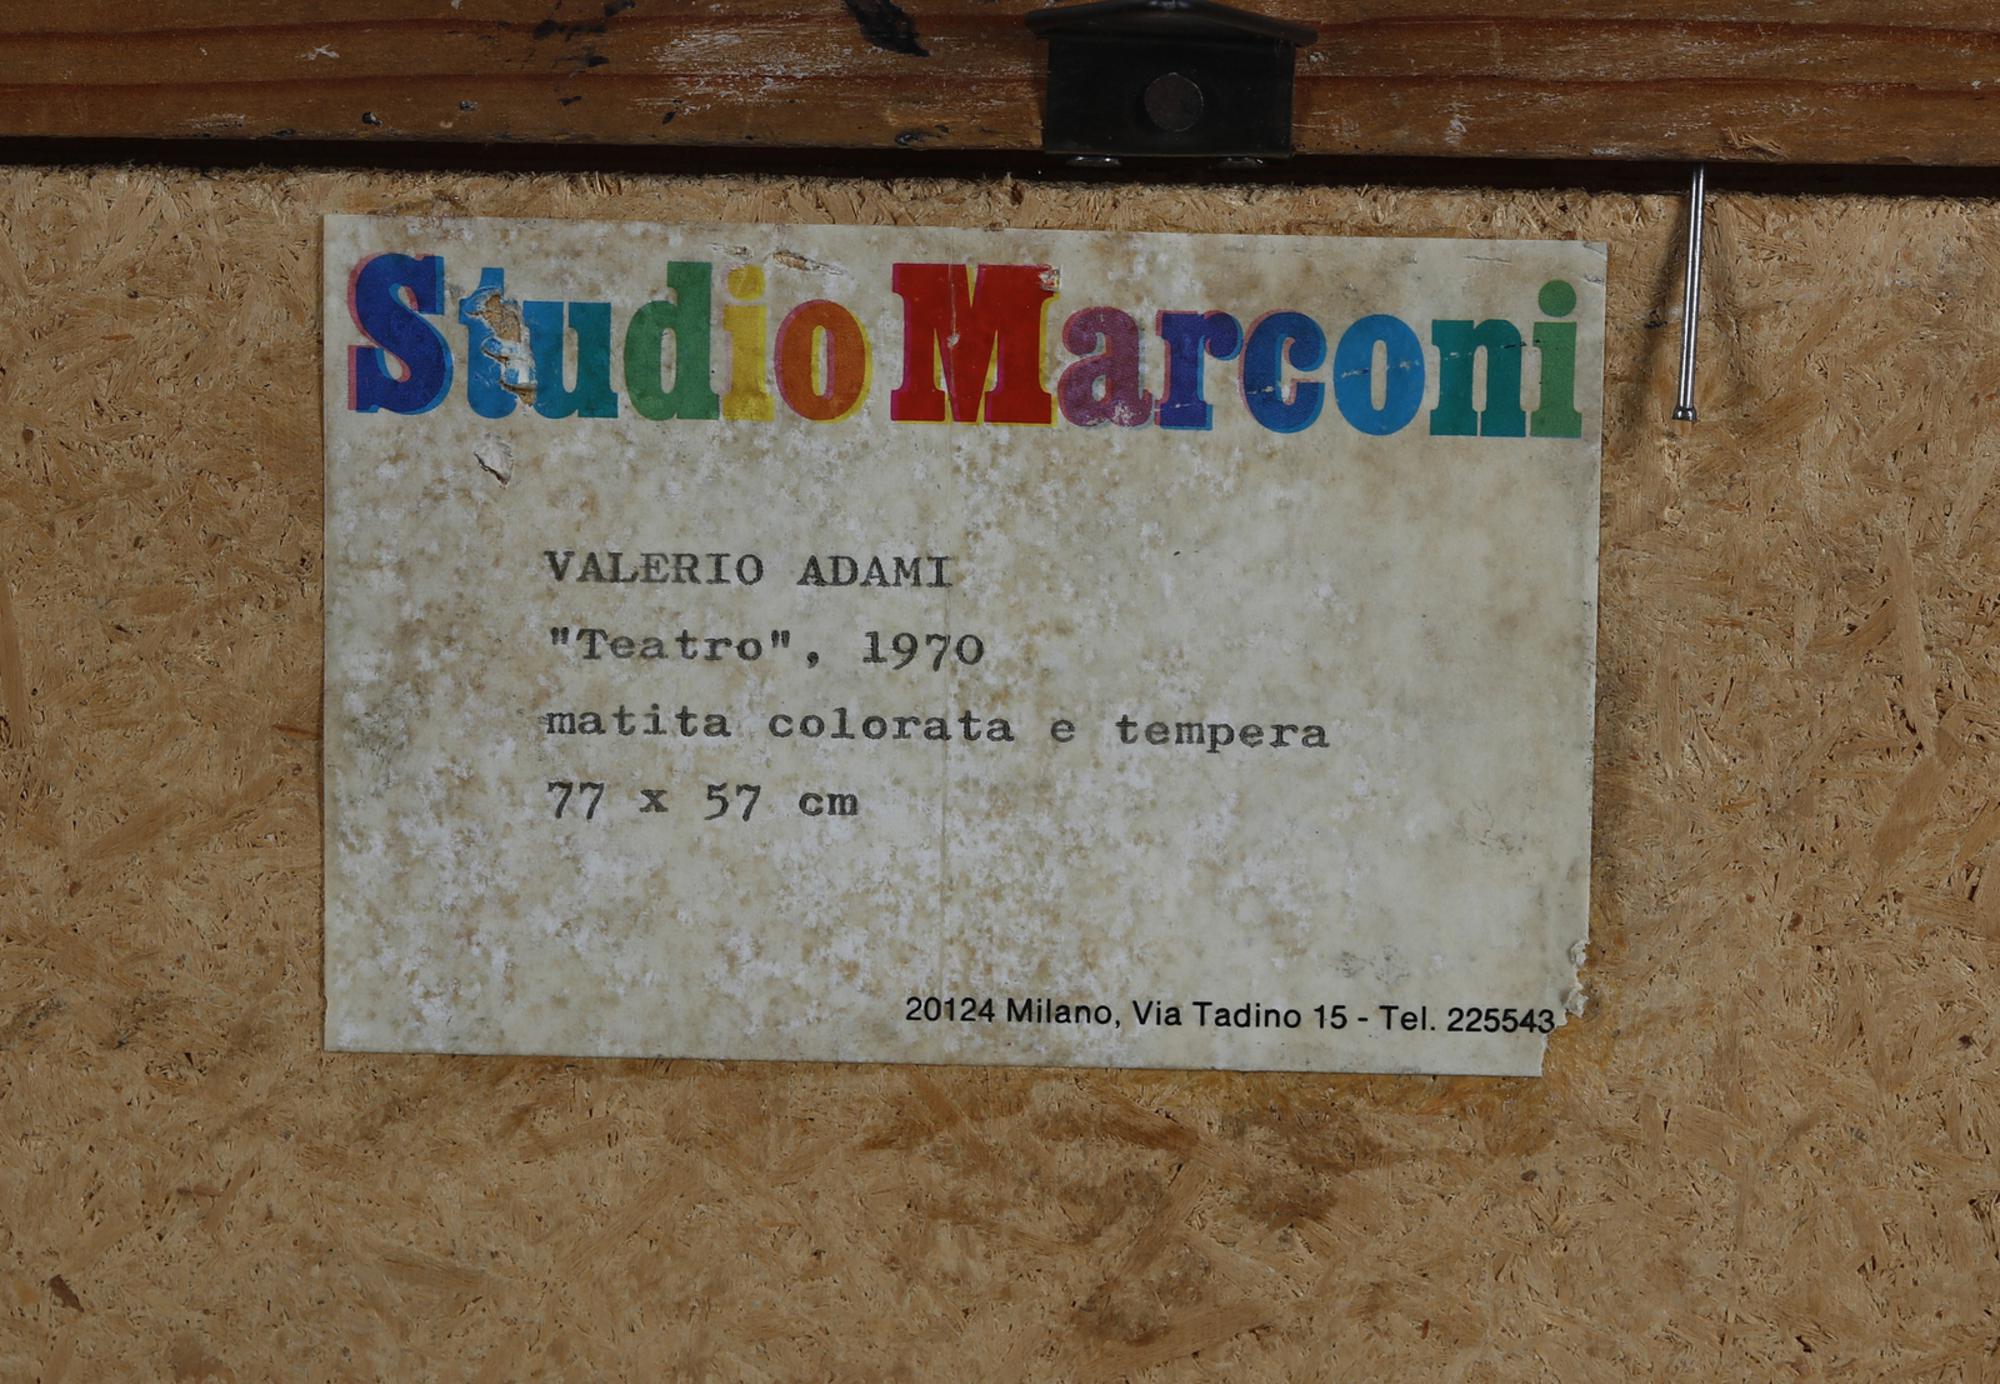 Studio Marconi
VALERIO ADAMI
"Teatro", 1970
matita colorata e tempera
77 x 57 cm
20124 Milano, Via Tadino 15 - Tel. 225543